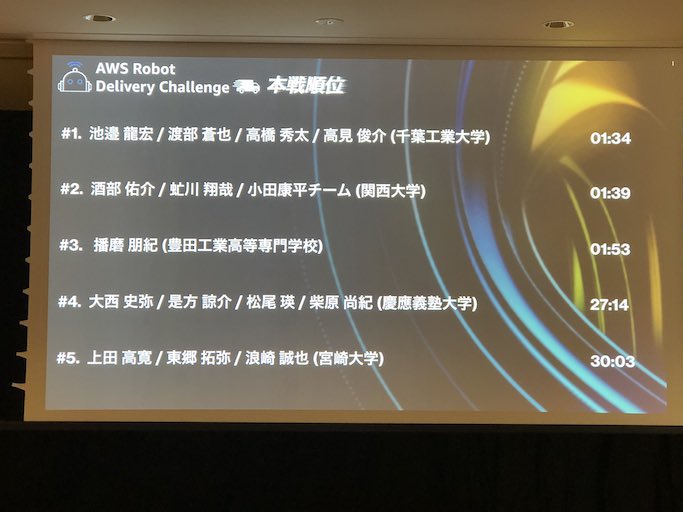 AWS Robot
Delivery Challenge 本戦順位
#1. 池邉 龍宏 / 渡部 蒼也 / 高橋 秀太 / 高見 俊介 (千葉工業大学) 01:34
#2. 酒部 佑介 / 虻川 翔哉 / 小田康平チーム (関西大学) 01:39
#3. 播磨 朋紀 (豊田工業高等専門学校) 01:53
#4. 大西 史弥 / 是方 諒介 / 松尾 瑛 / 柴原 尚紀 (慶應義塾大学) 27:14
#5. 上田 高寛 / 東郷 拓弥 / 浪崎 誠也 (宮崎大学) 30:03